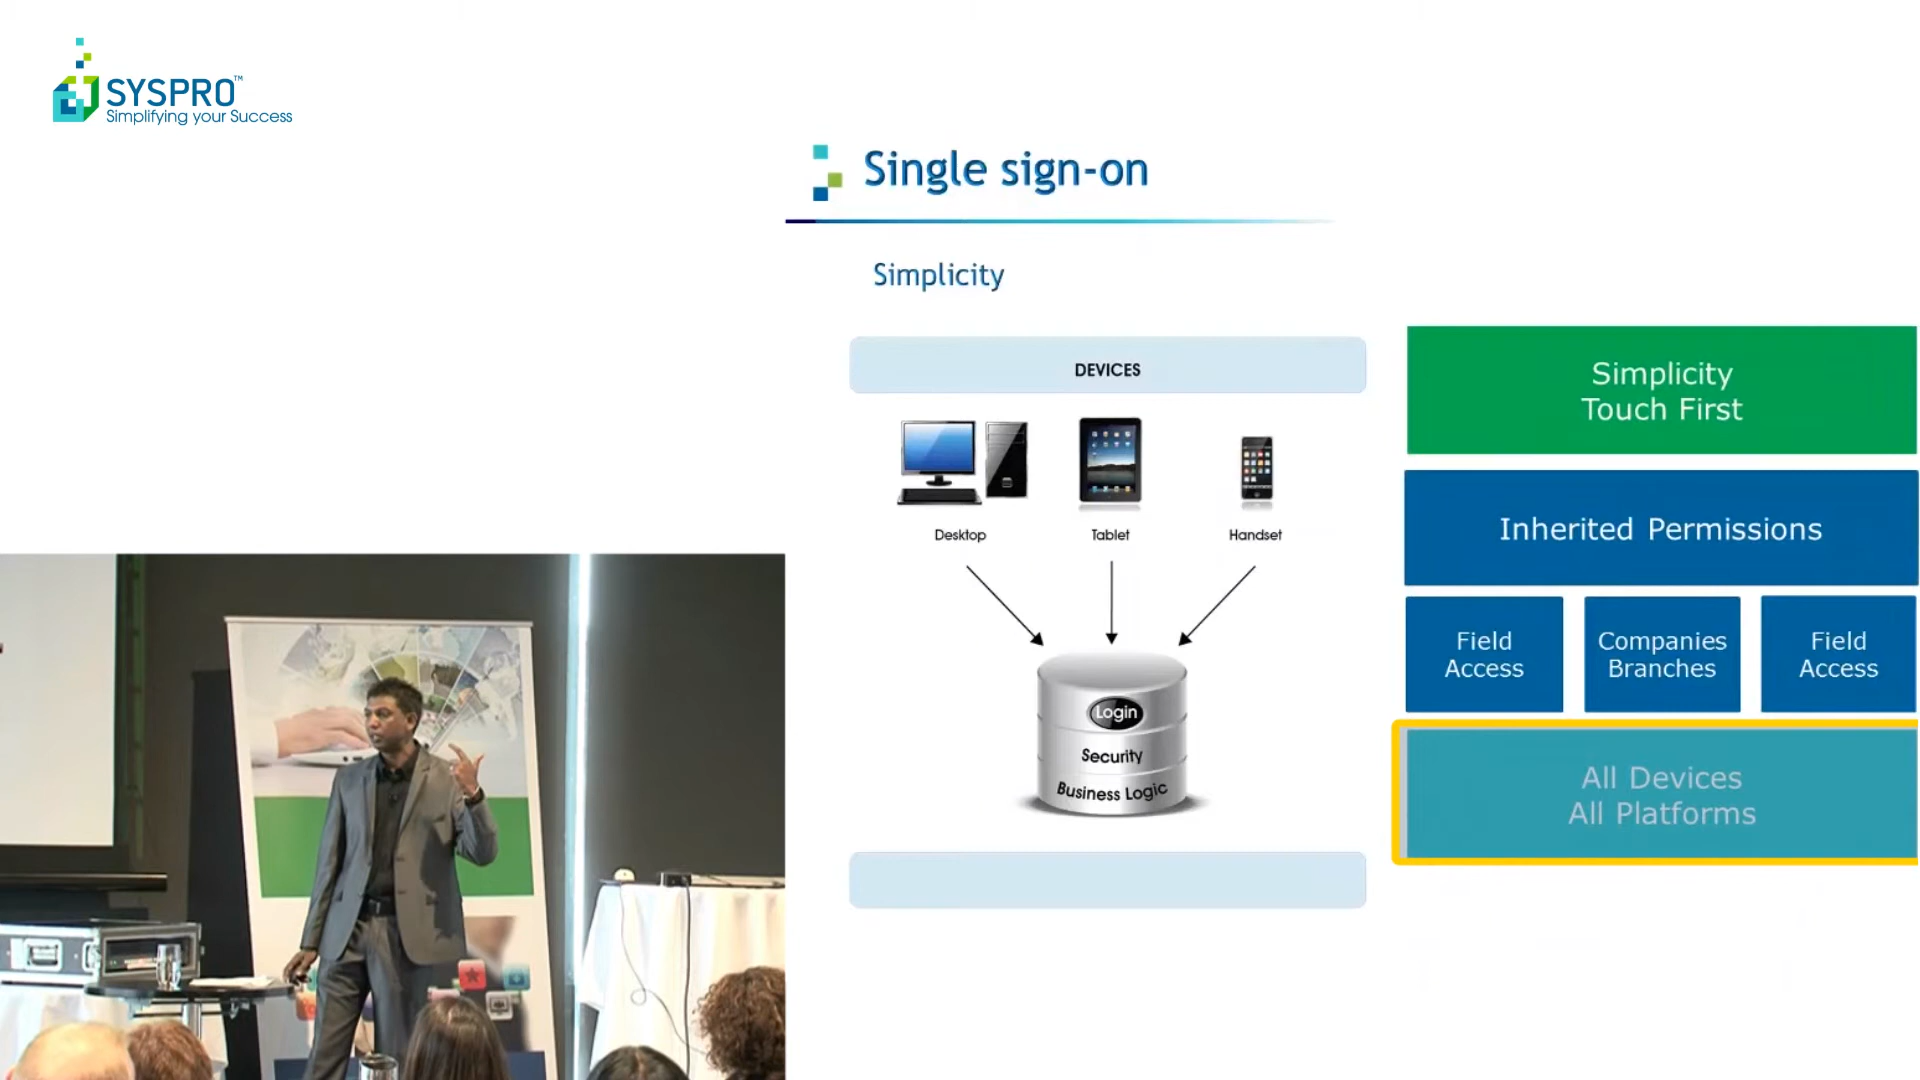 SYSPRO™
Simplifying your Success
Single sign-on
Simplicity
DEVICES
Desktop
Tablet
Handset
Login
Security
Business Logic
Simplicity
Touch First
Inherited Permissions
Field
Access
Companies
Branches
Field
Access
All Devices
All Platforms